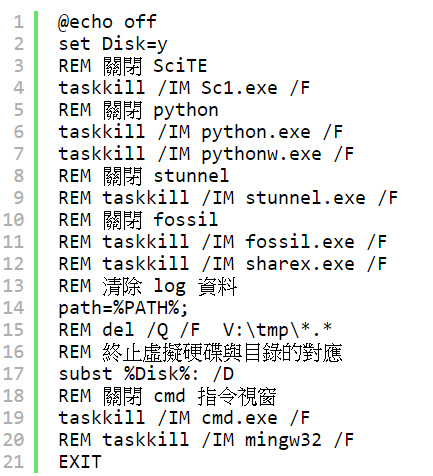 1 @echo off
2 set Disk=y
3 REM 關閉 SciTE
4 taskkill /IM Sc1.exe /F
5 REM 關閉 python
6 taskkill /IM python.exe /F
7 taskkill /IM pythonw.exe /F
8 REM 關閉 stunnel
9 REM taskkill /IM stunnel.exe /F
10 REM 關閉 fossil
11 REM taskkill /IM fossil.exe /F
12 REM taskkill /IM sharex.exe /F
13 REM 清除 log 資料
14 path=%PATH%;
15 REM del /Q /F  V:\tmp\*.*
16 REM 終止虛擬硬碟與目錄的對應
17 subst %Disk%: /D
18 REM 關閉 cmd 指令視窗
19 taskkill /IM cmd.exe /F
20 REM taskkill /IM mingw32 /F
21 EXIT